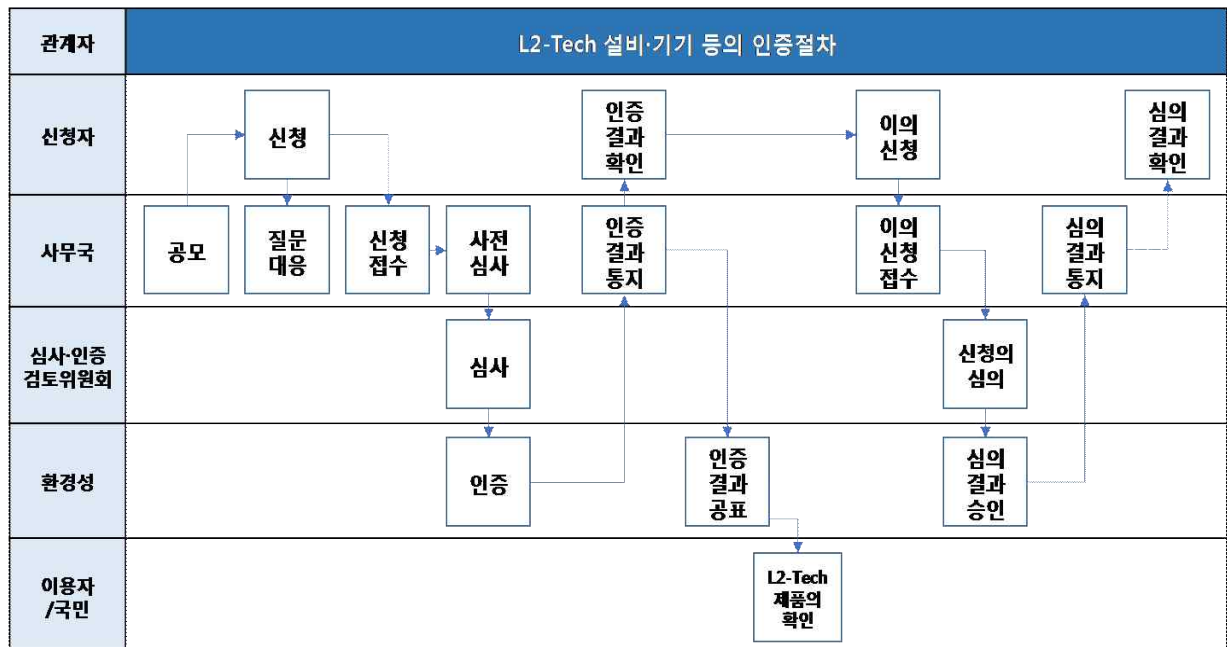 관계자
L2-Tech 설비·기기 등의 인증절차
신청자
신청
인증
결과
확인
이의
신청
심의
결과
확인
사무국
공모
질문
대응
신청
접수
사전
심사
인증
결과
통지
이의
신청
접수
심의
결과
통지
심사·인증
검토위원회
심사
신청의
심의
환경성
인증
인증
결과
공표
심의
결과
승인
이용자
/국민
L2-Tech
제품의
확인